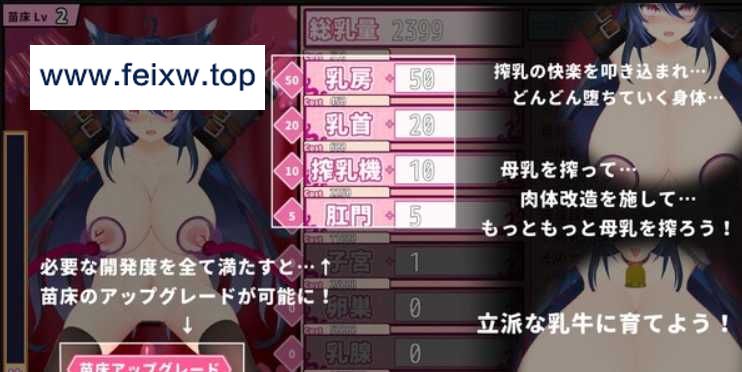 苗床 Lv 2
総乳量 2399
www.feixw.top
50 乳房 50
20 乳首 20
10 搾乳機 10
5 肛門 5
子宮 1
0 卵巣 0
0 乳腺 0
必要な開発度を全て満たすと…↑
苗床のアップグレードが可能に！
↓
苗床アップグレード
搾乳の快楽を叩き込まれ…
どんどん堕ちていく身体…
母乳を搾って…
肉体改造を施して…
もっともっと母乳を搾ろう！
立派な乳牛に育てよう！